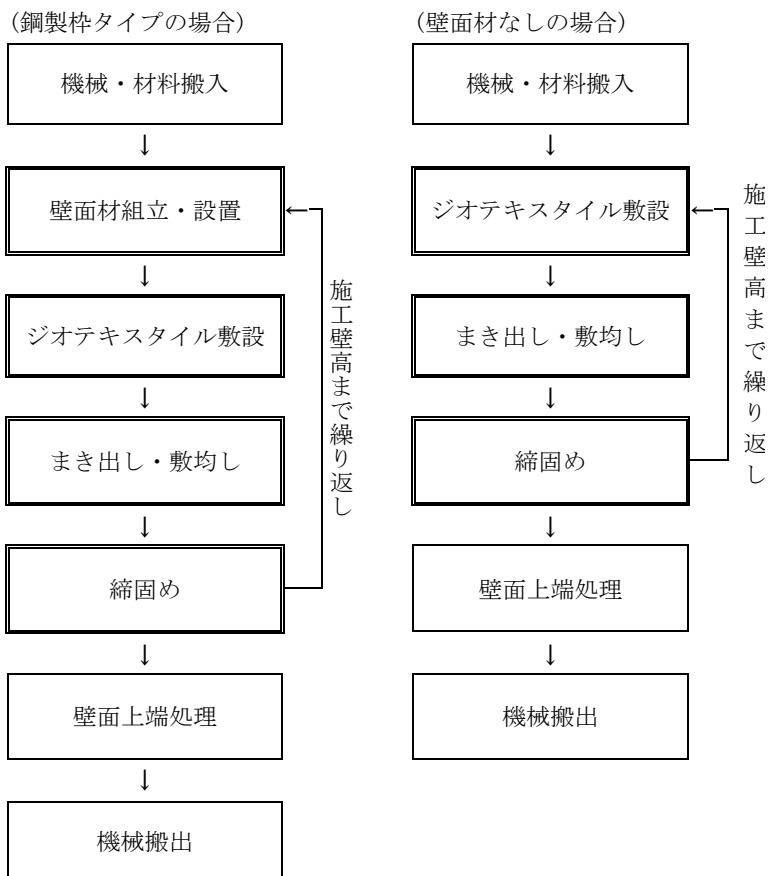 （鋼製枠タイプの場合）
機械・材料搬入
↓
壁面材組立・設置
↓
ジオテキスタイル敷設
↓
まき出し・敷均し
↓
締固め
↓
壁面上端処理
↓
機械搬出
←
施工壁高まで繰り返し
（壁面材なしの場合）
機械・材料搬入
↓
ジオテキスタイル敷設
↓
まき出し・敷均し
↓
締固め
↓
壁面上端処理
↓
機械搬出
←
施工壁高まで繰り返し